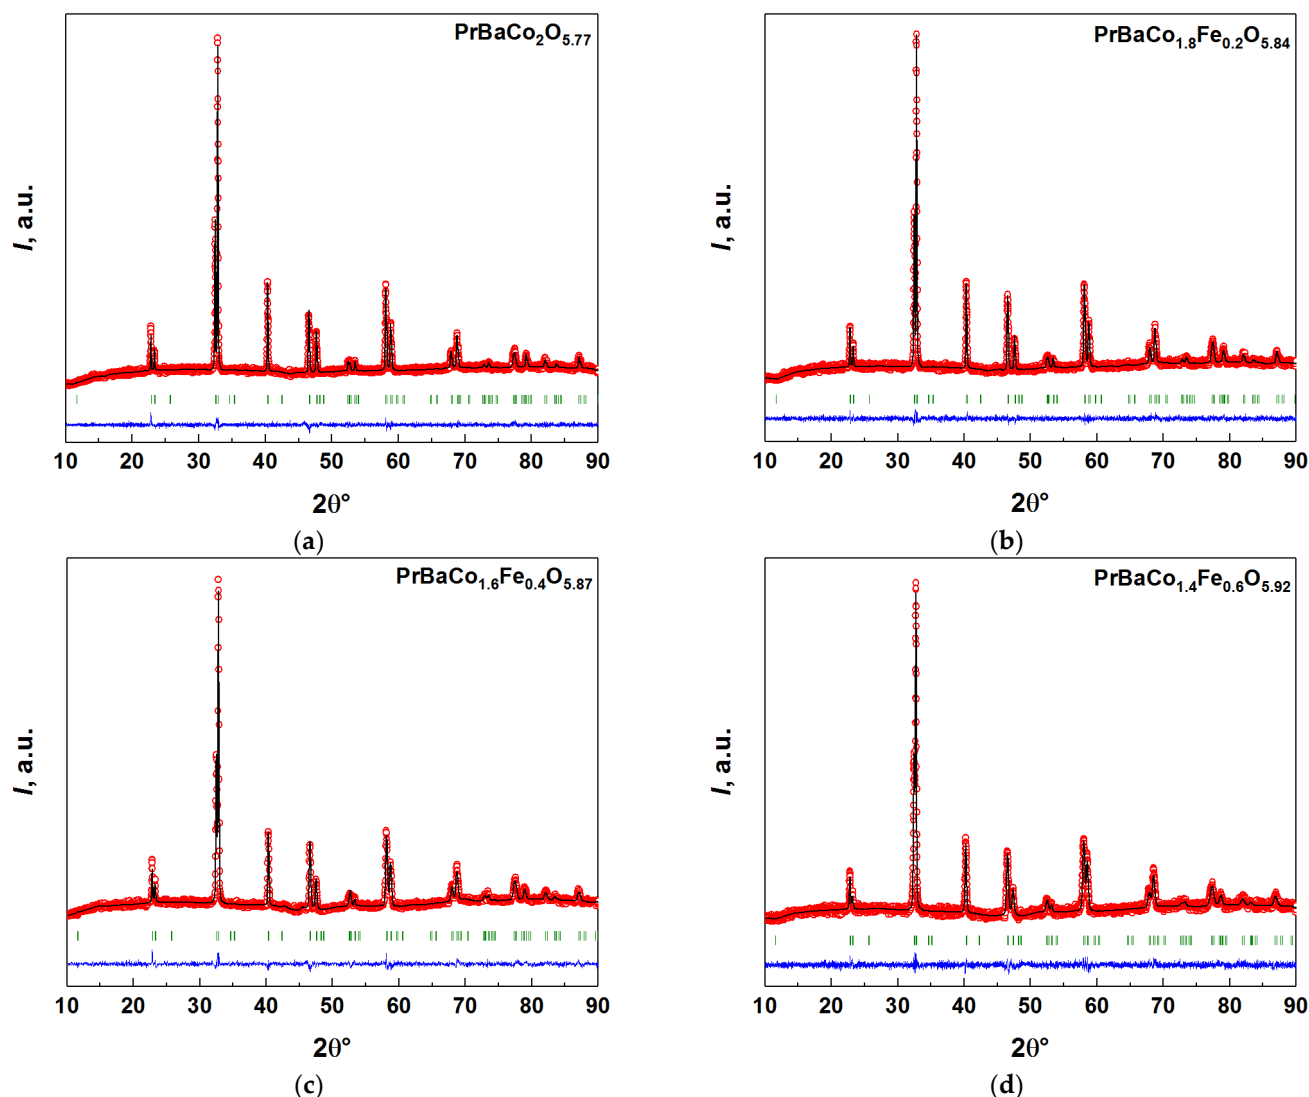 PrBaCo₂O₅.₇₇
I, a.u.
10 20 30 40 50 60 70 80 90
2θ°
(a)
PrBaCo₁.₈Fe₀.₂O₅.₈₄
I, a.u.
10 20 30 40 50 60 70 80 90
2θ°
(b)
PrBaCo₁.₆Fe₀.₄O₅.₈₇
I, a.u.
10 20 30 40 50 60 70 80 90
2θ°
(c)
PrBaCo₁.₄Fe₀.₆O₅.₉₂
I, a.u.
10 20 30 40 50 60 70 80 90
2θ°
(d)